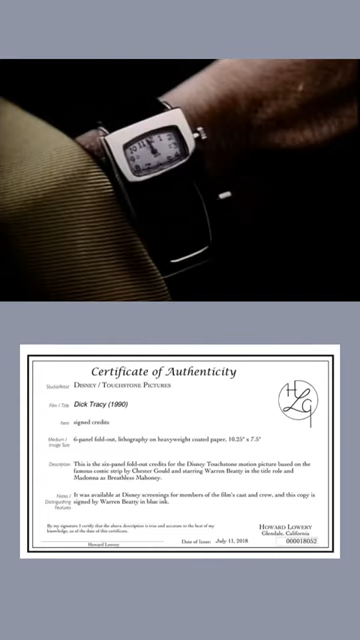 Certificate of Authenticity
Studio/Artist DISNEY / TOUCHSTONE PICTURES
Film / Title Dick Tracy (1990)
Item signed credits
Medium / Image Size 6-panel fold-out, lithography on heavyweight coated paper, 10.25" x 7.5"
HLG
Description This is the six-panel fold-out credits for the Disney Touchstone motion picture based on the
famous comic strip by Chester Gould and starring Warren Beatty in the title role and
Madonna as Breathless Mahoney.
Notes / Distinguishing Features It was available at Disney screenings for members of the film's cast and crew, and this copy is
signed by Warren Beatty in blue ink.
By my signature I certify that the above description is true and accurate to the best of my
knowledge, as of the date of this certificate.
Howard Lowery
Date of Issue: July 11, 2018
HOWARD LOWERY
Glendale, California
000018052